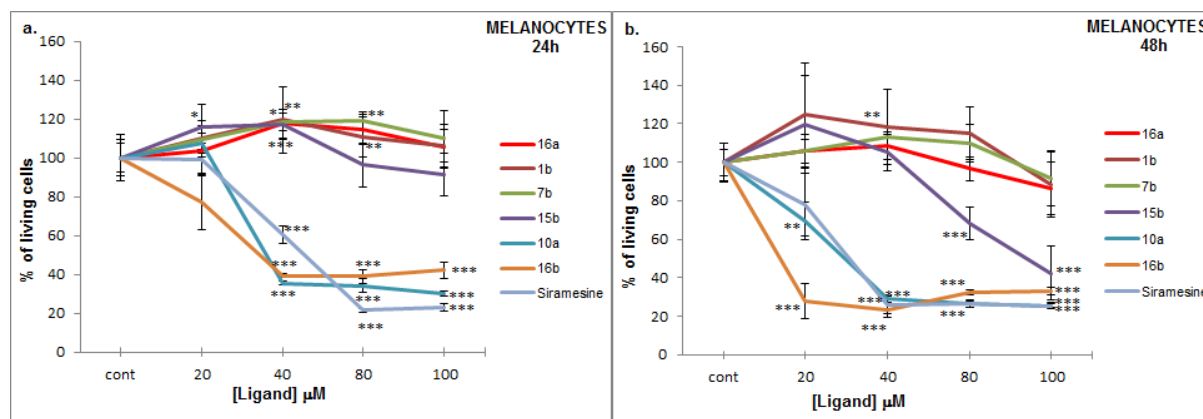 a.
MELANOCYTES
24h
160
140
120
100
80
60
40
20
0
% of living cells
cont 20 40 80 100
[Ligand] µM
* * ** *** *** ** *** *** *** *** *** *** *** *** ***
16a
1b
7b
15b
10a
16b
Siramesine
b.
MELANOCYTES
48h
160
140
120
100
80
60
40
20
0
% of living cells
cont 20 40 80 100
[Ligand] µM
** ** *** *** *** *** *** *** *** *** *** *** ***
16a
1b
7b
15b
10a
16b
Siramesine